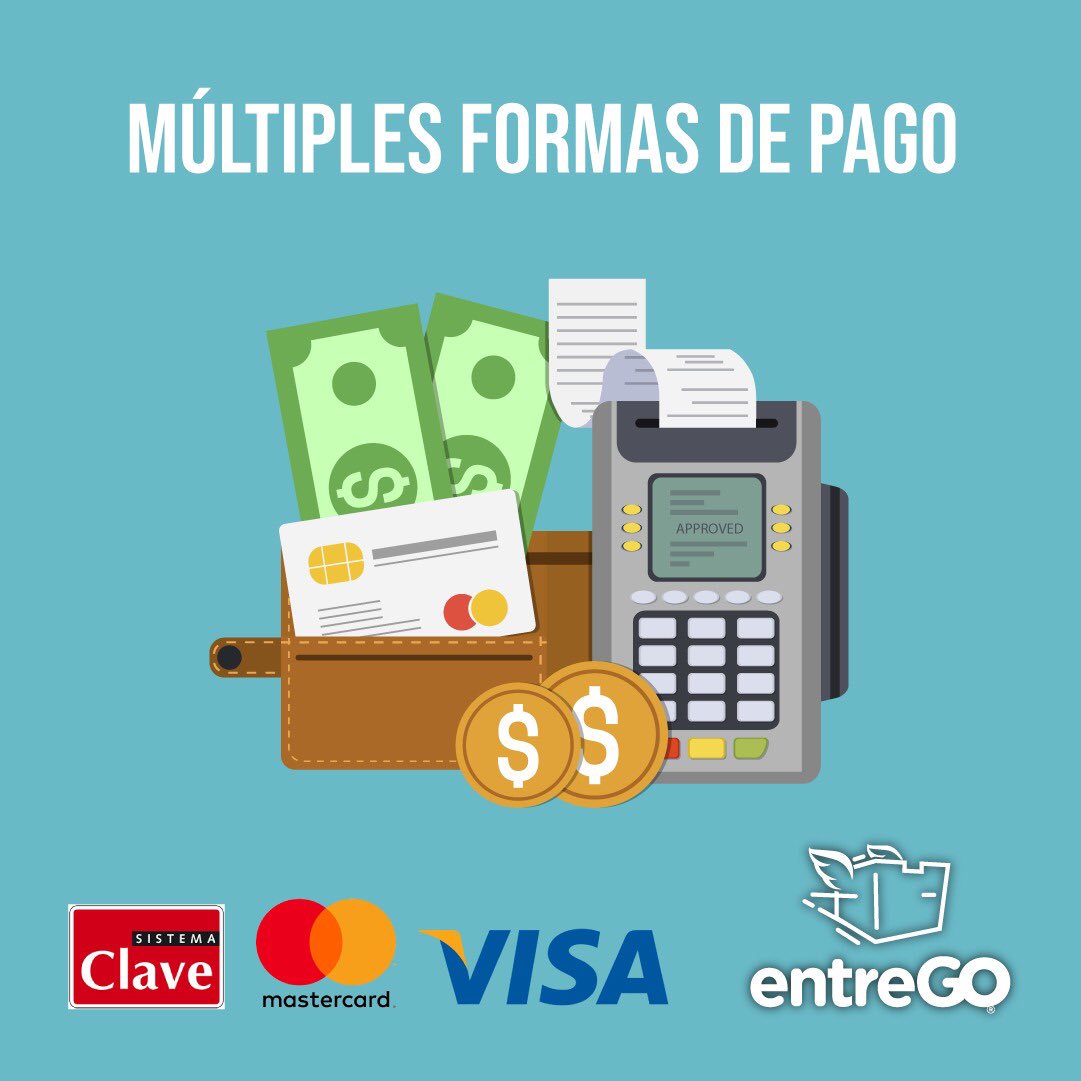 MÚLTIPLES FORMAS DE PAGO
$
$
APPROVED
$
$
SISTEMA
Clave
mastercard
VISA
entreGO®